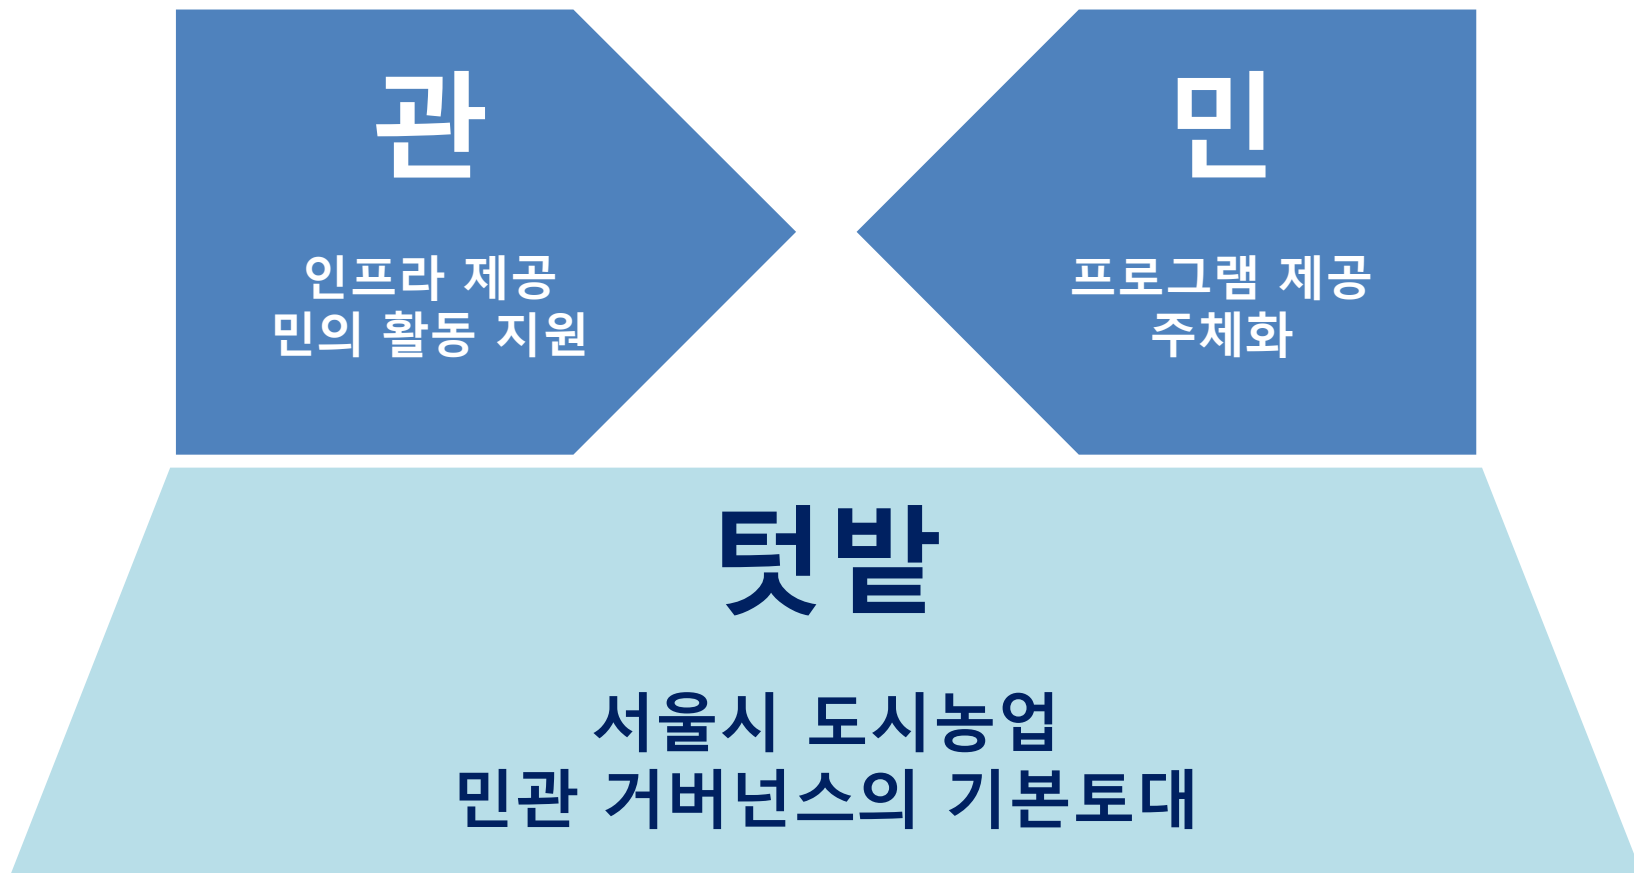 관
인프라 제공
민의 활동 지원
민
프로그램 제공
주체화
텃밭
서울시 도시농업
민관 거버넌스의 기본토대